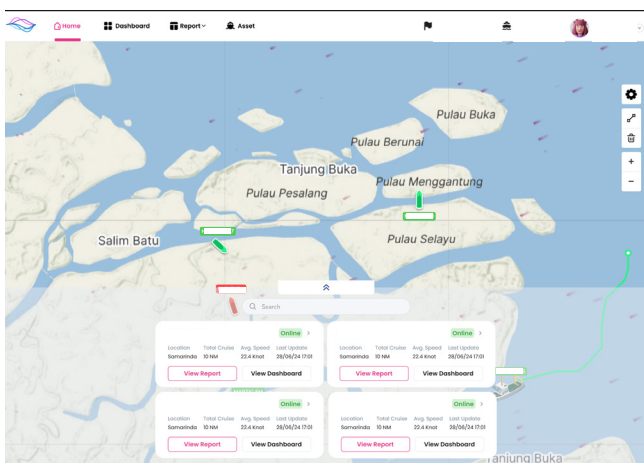 Home Dashboard Report Asset
Pulau Buka
Pulau Berunai
Tanjung Buka
Pulau Menggantung
Pulau Pesalang
Salim Batu
Pulau Selayu
+
-
Search
Online >
Location Total Cruise Avg. Speed Last Update
Samarinda 10 NM 22.4 Knot 28/06/24 17:01
View Report View Dashboard
Online >
Location Total Cruise Avg. Speed Last Update
Samarinda 10 NM 22.4 Knot 28/06/24 17:01
View Report View Dashboard
Online >
Location Total Cruise Avg. Speed Last Update
Samarinda 10 NM 22.4 Knot 28/06/24 17:01
View Report View Dashboard
Online >
Location Total Cruise Avg. Speed Last Update
Samarinda 10 NM 22.4 Knot 28/06/24 17:01
View Report View Dashboard
Tanjung Buka